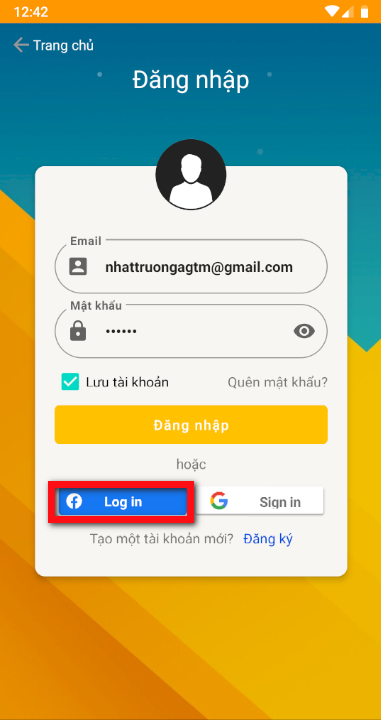 12:42
Trang chủ
Đăng nhập
Email
nhattruongagtm@gmail.com
Mật khẩu
••••••
Lưu tài khoản Quên mật khẩu?
Đăng nhập
hoặc
Log in Sign in
Tạo một tài khoản mới? Đăng ký